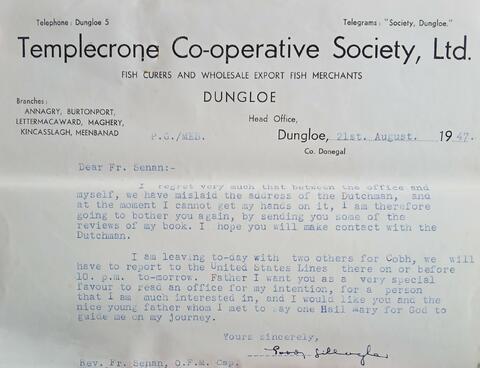 Telephone: Dungloe 5 Telegrams: "Society, Dungloe."
Templecrone Co-operative Society, Ltd.
FISH CURERS AND WHOLESALE EXPORT FISH MERCHANTS
DUNGLOE
Branches:
ANNAGRY, BURTONPORT,
LETTERMACAWARD, MAGHERY,
KINCASSLAGH, MEENBANAD
Head Office,
P.G./MEB. Dungloe, 21st. August. 1947.
Co. Donegal
Dear Fr. Senan:-
I regret very much that between the office and
myself, we have mislaid the address of the Dutchman, and
at the moment I cannot get my hands on it, I am therefore
going to bother you again, by sending you some of the
reviews of my book. I hope you will make contact with the
Dutchman.
I am leaving to-day with two others for Cobh, we will
have to report to the United States Lines there on or before
10. p.m. to-morrow. Father I want you as a very special
favour to read an office for my intention, for a person
that I am much interested in, and I would like you and the
nice young father whom I met to say one Hail Mary for God to
guide me on my journey.
Yours sincerely,
Paddy Gallagher
Rev. Fr. Senan, O.F.M. Cap.